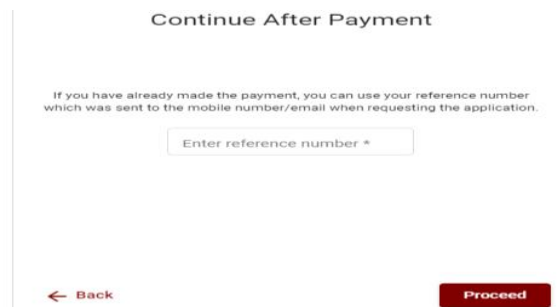 Continue After Payment
If you have already made the payment, you can use your reference number
which was sent to the mobile number/email when requesting the application.
Enter reference number *
← Back
Proceed